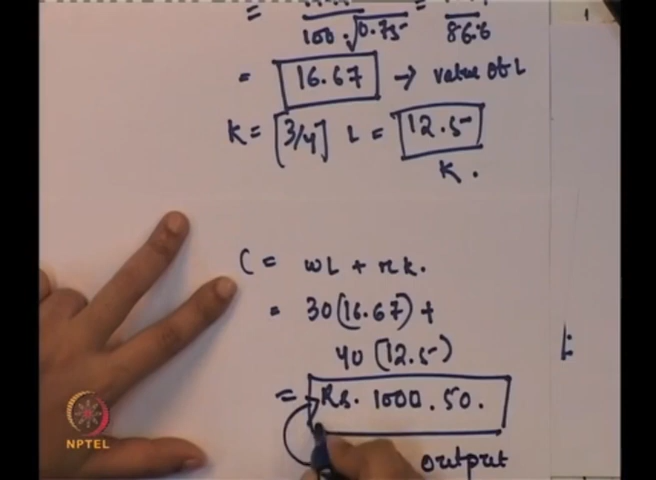 =
=
100.√0.75
86.6
= 16.67 → value of L
K = [3/4] L = 12.5
K.
C = wL + rk.
= 30(16.67) +
40(12.5)
= Rs. 1000.50.
output
NPTEL